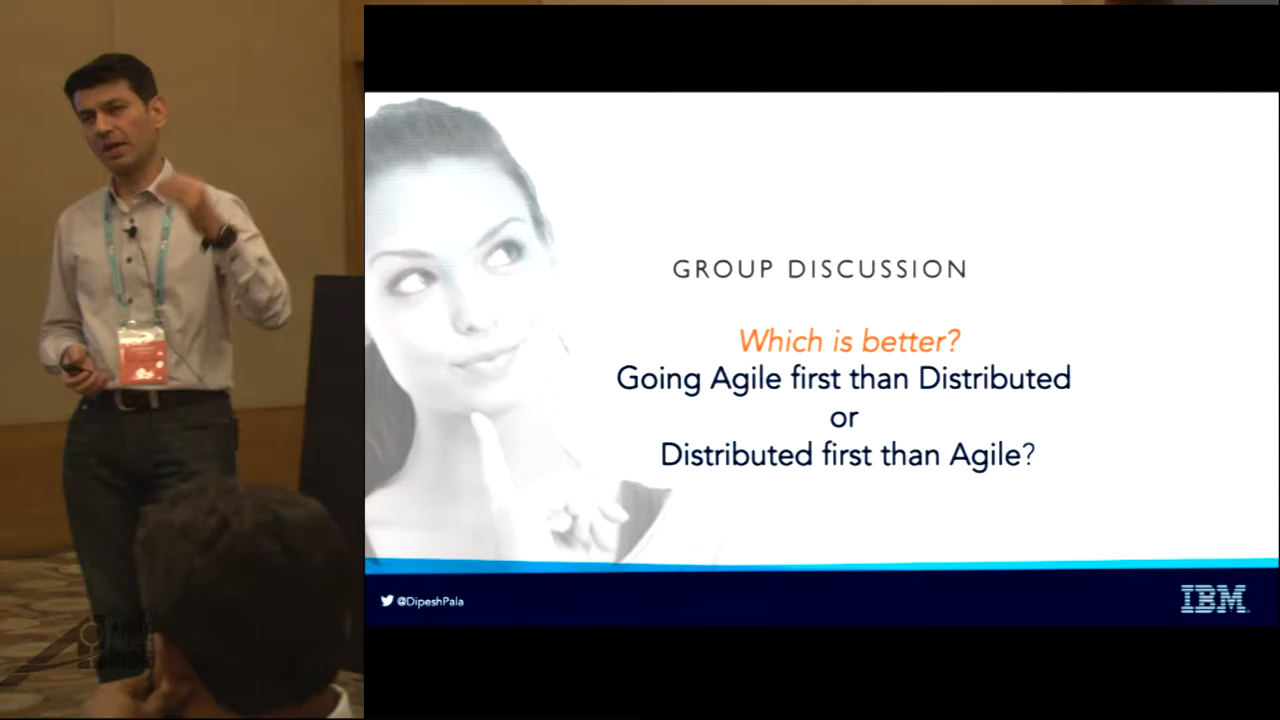 GROUP DISCUSSION
Which is better?
Going Agile first than Distributed
or
Distributed first than Agile?
@DipeshPala
IBM